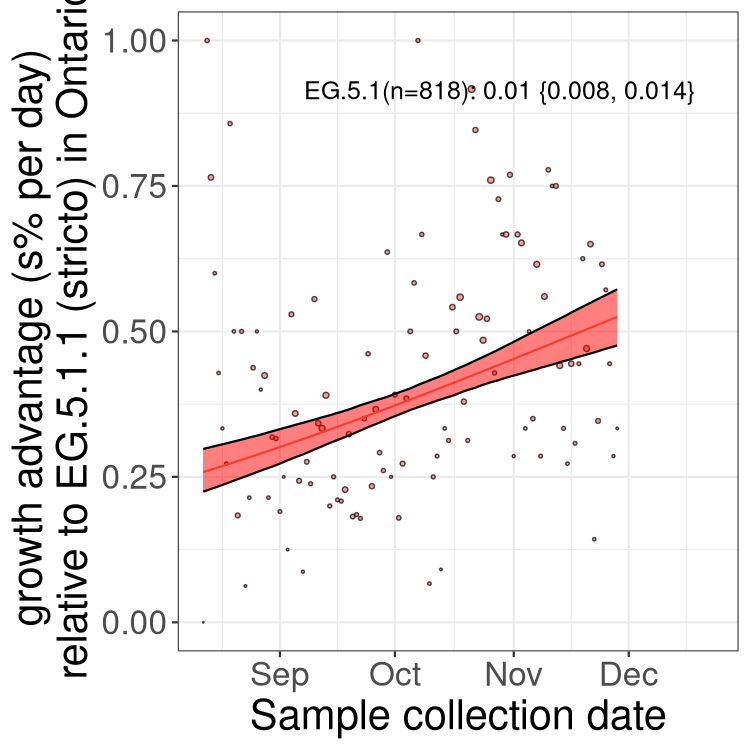 growth advantage (s% per day)
relative to EG.5.1.1 (stricto) in Ontario
1.00
0.75
0.50
0.25
0.00
EG.5.1(n=818): 0.01 {0.008, 0.014}
Sep Oct Nov Dec
Sample collection date